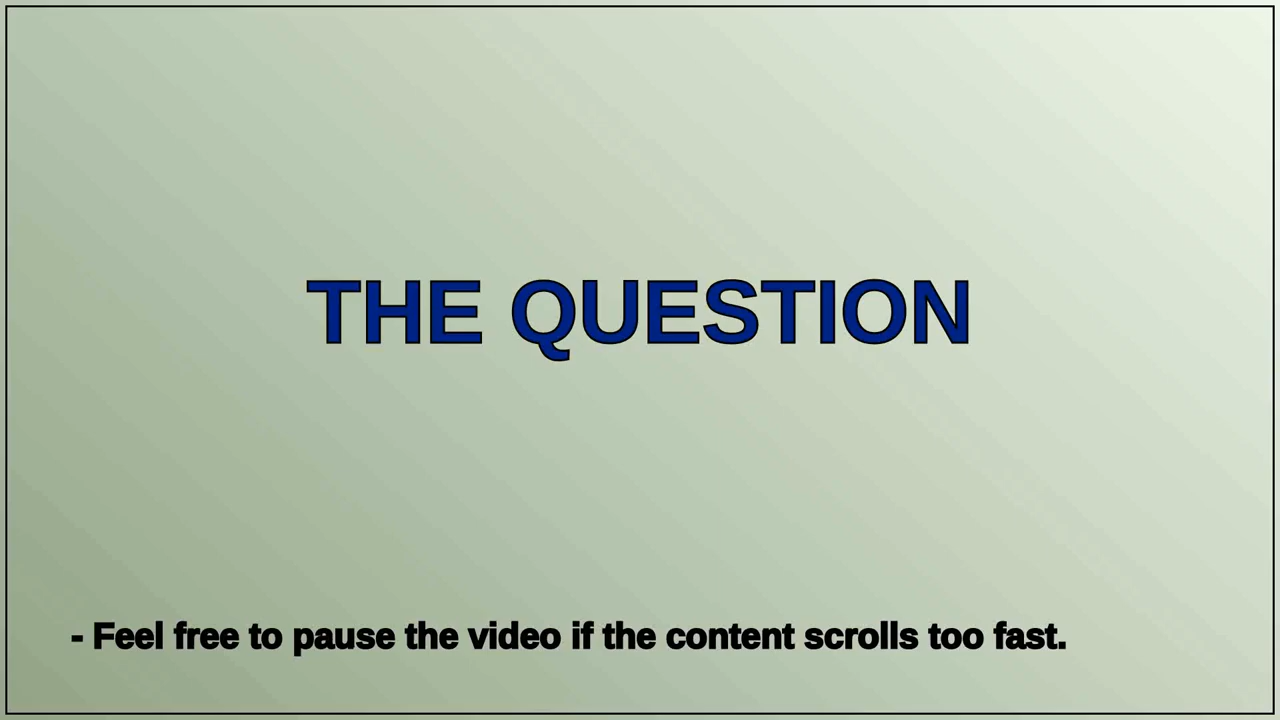 THE QUESTION
- Feel free to pause the video if the content scrolls too fast.